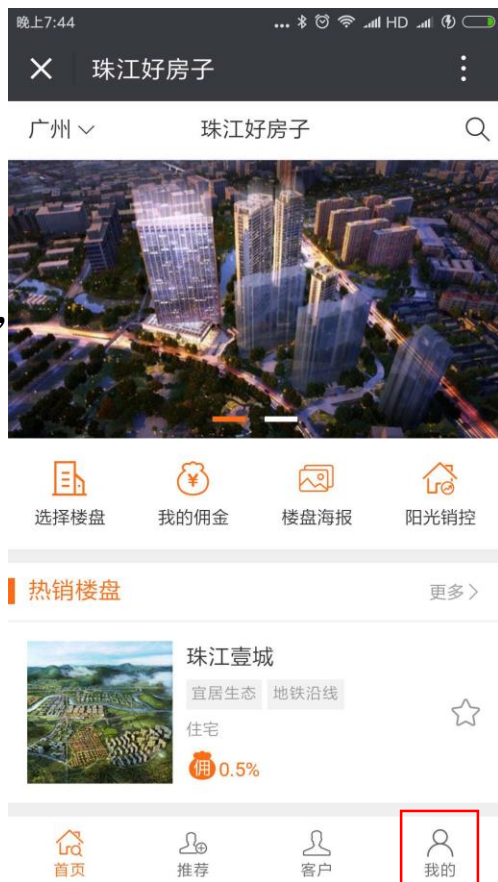 晚上7:44 ... HD
珠江好房子
广州 珠江好房子
,
选择楼盘 我的佣金 楼盘海报 阳光销控
热销楼盘 更多
珠江壹城
宜居生态 地铁沿线
住宅
佣 0.5%
首页 推荐 客户 我的